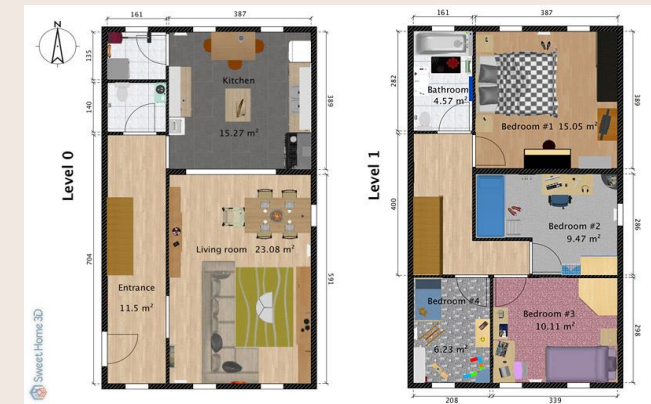 161
387
N
135
140
704
389
591
Level 0
Kitchen
15.27 m²
Living room 23.08 m²
Entrance
11.5 m²
Sweet Home 3D
161
387
282
400
389
286
298
Level 1
Bathroom
4.57 m²
Bedroom #1 15.05 m²
Bedroom #2
9.47 m²
Bedroom #4
6.23 m²
Bedroom #3
10.11 m²
208
339